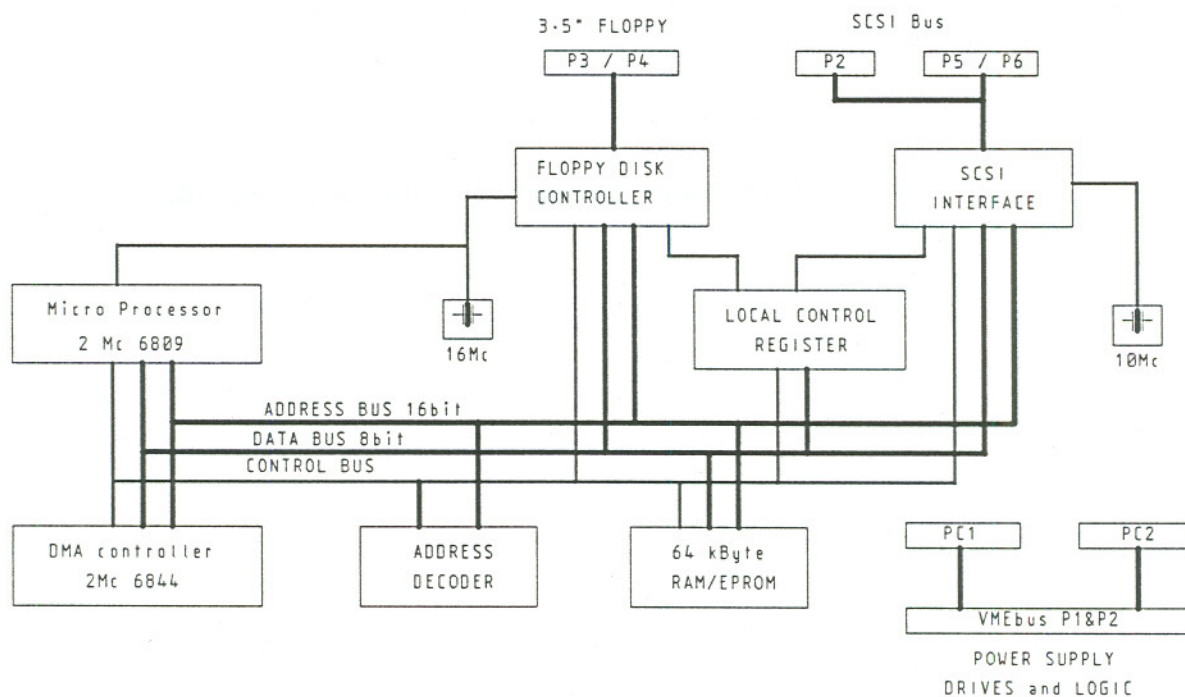 3.5" FLOPPY
SCSI Bus
P3 / P4
P2
P5 / P6
FLOPPY DISK
CONTROLLER
SCSI
INTERFACE
Micro Processor
2 Mc 6809
16Mc
LOCAL CONTROL
REGISTER
10Mc
ADDRESS BUS 16bit
DATA BUS 8bit
CONTROL BUS
DMA controller
2Mc 6844
ADDRESS
DECODER
64 kByte
RAM/EPROM
PC1
PC2
VMEbus P1&P2
POWER SUPPLY
DRIVES and LOGIC